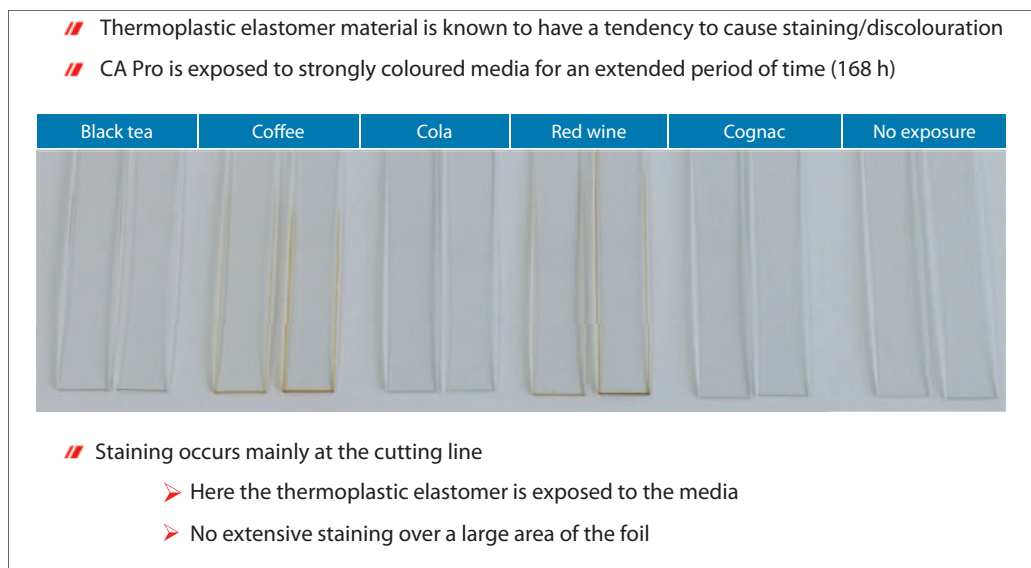 Thermoplastic elastomer material is known to have a tendency to cause staining/discolouration
CA Pro is exposed to strongly coloured media for an extended period of time (168 h)
Black tea Coffee Cola Red wine Cognac No exposure
Staining occurs mainly at the cutting line
Here the thermoplastic elastomer is exposed to the media
No extensive staining over a large area of the foil